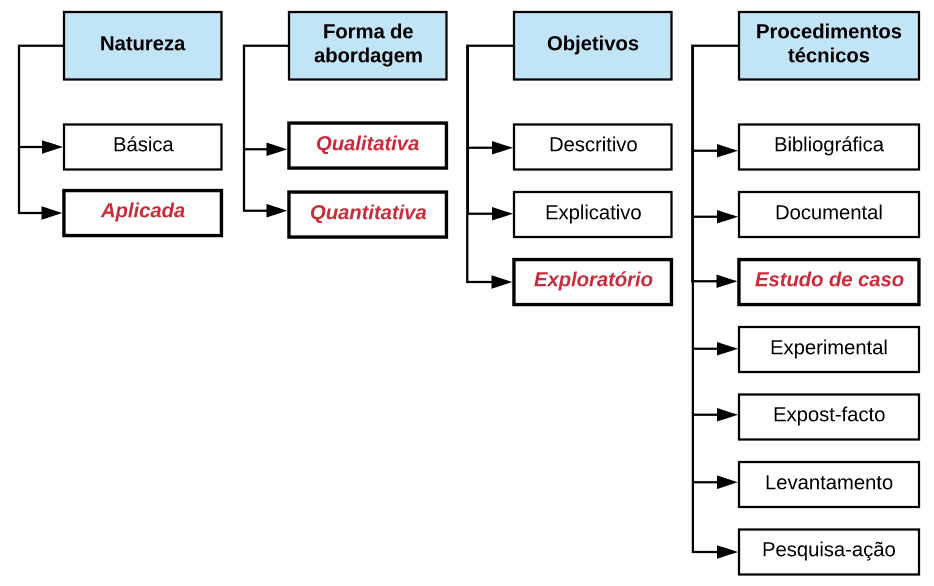 Natureza
Básica
Aplicada
Forma de
abordagem
Qualitativa
Quantitativa
Objetivos
Descritivo
Explicativo
Exploratório
Procedimentos
técnicos
Bibliográfica
Documental
Estudo de caso
Experimental
Expost-facto
Levantamento
Pesquisa-ação